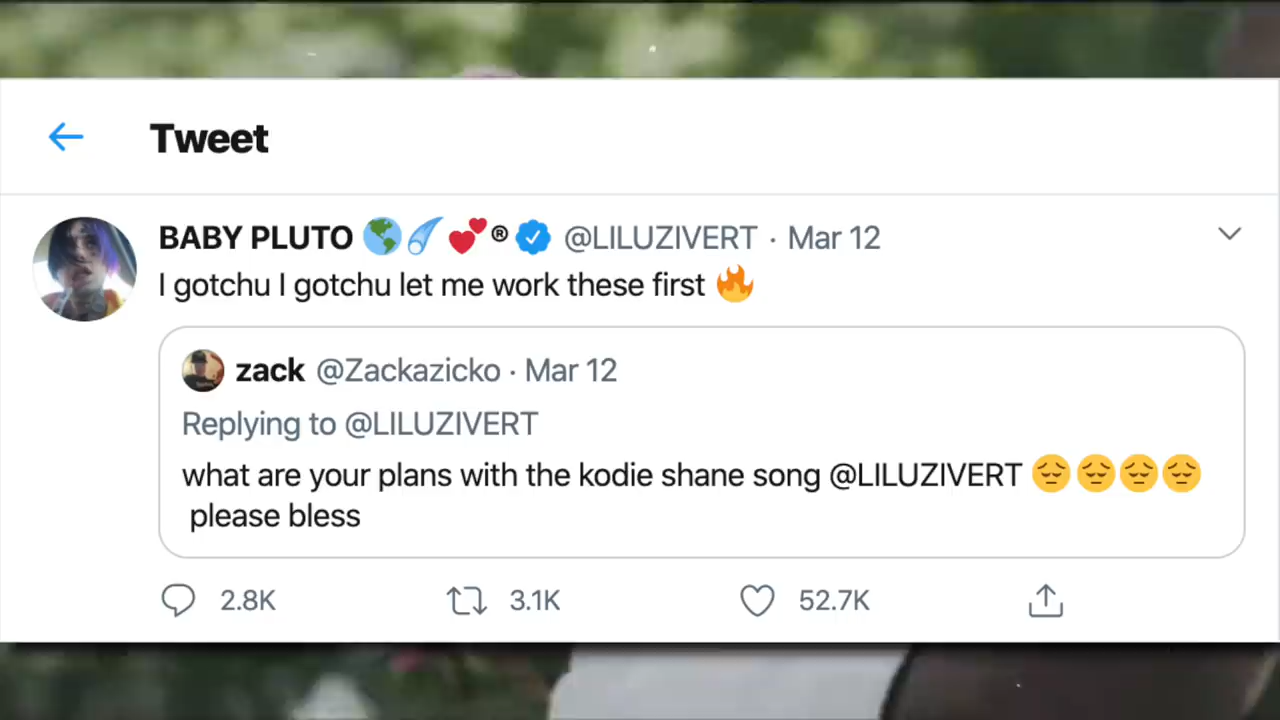 Tweet
BABY PLUTO 🌎☄️💕® @LILUZIVERT · Mar 12
I gotchu I gotchu let me work these first 🔥
zack @Zackazicko · Mar 12
Replying to @LILUZIVERT
what are your plans with the kodie shane song @LILUZIVERT 😔😔😔😔
please bless
2.8K 3.1K 52.7K